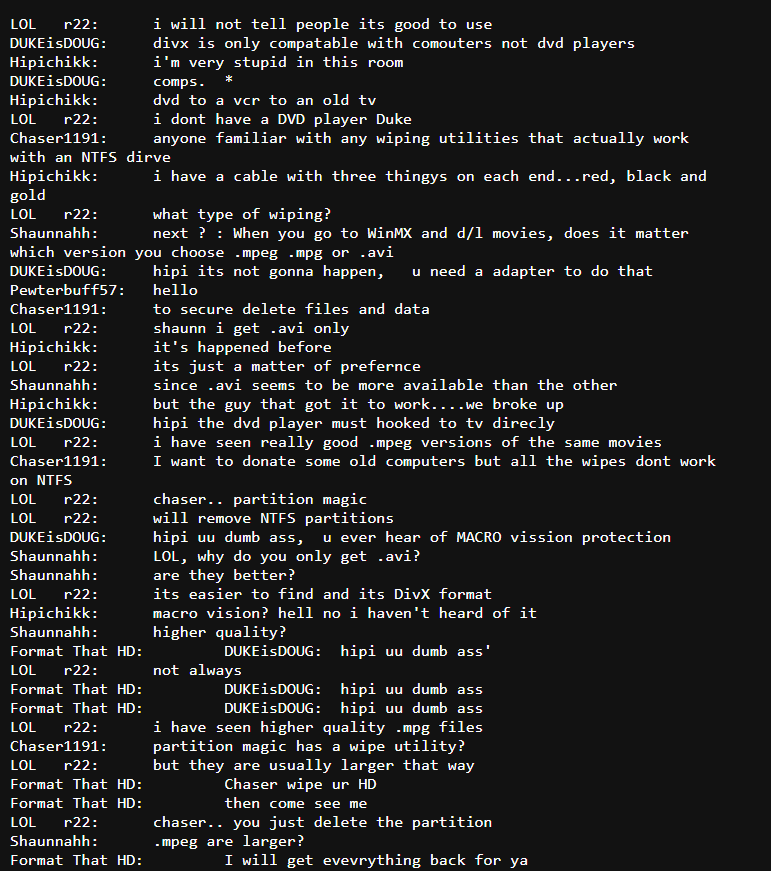 LOL   r22:      i will not tell people its good to use
DUKEisDOUG:     divx is only compatable with comouters not dvd players
Hipichikk:      i'm very stupid in this room
DUKEisDOUG:     comps.  *
Hipichikk:      dvd to a vcr to an old tv
LOL   r22:      i dont have a DVD player Duke
Chaser1191:     anyone familiar with any wiping utilities that actually work
with an NTFS dirve
Hipichikk:      i have a cable with three thingys on each end...red, black and
gold
LOL   r22:      what type of wiping?
Shaunnahh:      next ? : When you go to WinMX and d/l movies, does it matter
which version you choose .mpeg .mpg or .avi
DUKEisDOUG:     hipi its not gonna happen,   u need a adapter to do that
Pewterbuff57:   hello
Chaser1191:     to secure delete files and data
LOL   r22:      shaunn i get .avi only
Hipichikk:      it's happened before
LOL   r22:      its just a matter of prefernce
Shaunnahh:      since .avi seems to be more available than the other
Hipichikk:      but the guy that got it to work....we broke up
DUKEisDOUG:     hipi the dvd player must hooked to tv direcly
LOL   r22:      i have seen really good .mpeg versions of the same movies
Chaser1191:     I want to donate some old computers but all the wipes dont work
on NTFS
LOL   r22:      chaser.. partition magic
LOL   r22:      will remove NTFS partitions
DUKEisDOUG:     hipi uu dumb ass,  u ever hear of MACRO vission protection
Shaunnahh:      LOL, why do you only get .avi?
Shaunnahh:      are they better?
LOL   r22:      its easier to find and its DivX format
Hipichikk:      macro vision? hell no i haven't heard of it
Shaunnahh:      higher quality?
Format That HD:         DUKEisDOUG:  hipi uu dumb ass'
LOL   r22:      not always
Format That HD:         DUKEisDOUG:  hipi uu dumb ass
Format That HD:         DUKEisDOUG:  hipi uu dumb ass
LOL   r22:      i have seen higher quality .mpg files
Chaser1191:     partition magic has a wipe utility?
LOL   r22:      but they are usually larger that way
Format That HD:         Chaser wipe ur HD
Format That HD:         then come see me
LOL   r22:      chaser.. you just delete the partition
Shaunnahh:      .mpeg are larger?
Format That HD:         I will get evevrything back for ya